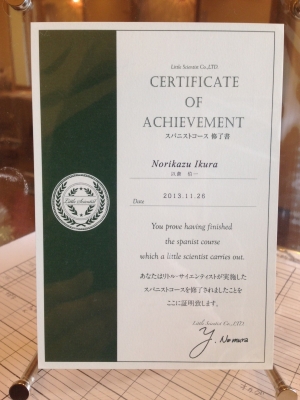 Little Scientist Co.,LTD.
CERTIFICATE
OF
ACHIEVEMENT
スパニストコース 修了書
Norikazu Ikura
2013.11.26
Date
Little Scientist
You prove having finished
the spanist course
which a little scientist carries out.
あなたはリトル・サイエンティストが実施した
スパニストコースを修了されましたことを
ここに証明致します。
Little Scientist Co.,LTD.
Y. Nomura